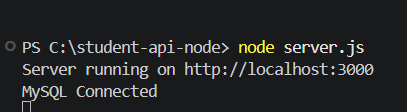 PS C:\student-api-node> node server.js
Server running on http://localhost:3000
MySQL Connected